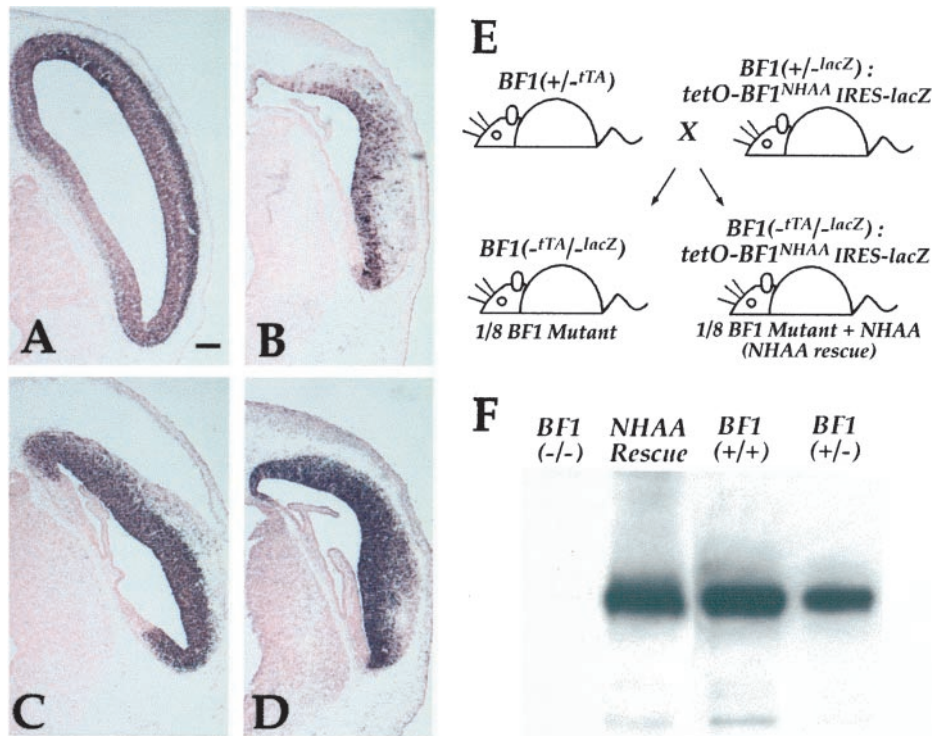 A
B
C
D
E
BF1(+/-tTA)
BF1(+/-lacZ) :
tetO-BF1NHAA IRES-lacZ
X
BF1(-tTA/-lacZ)
1/8 BF1 Mutant
BF1(-tTA/-lacZ) :
tetO-BF1NHAA IRES-lacZ
1/8 BF1 Mutant + NHAA
(NHAA rescue)
F
BF1
(-/-)
NHAA
Rescue
BF1
(+/+)
BF1
(+/-)